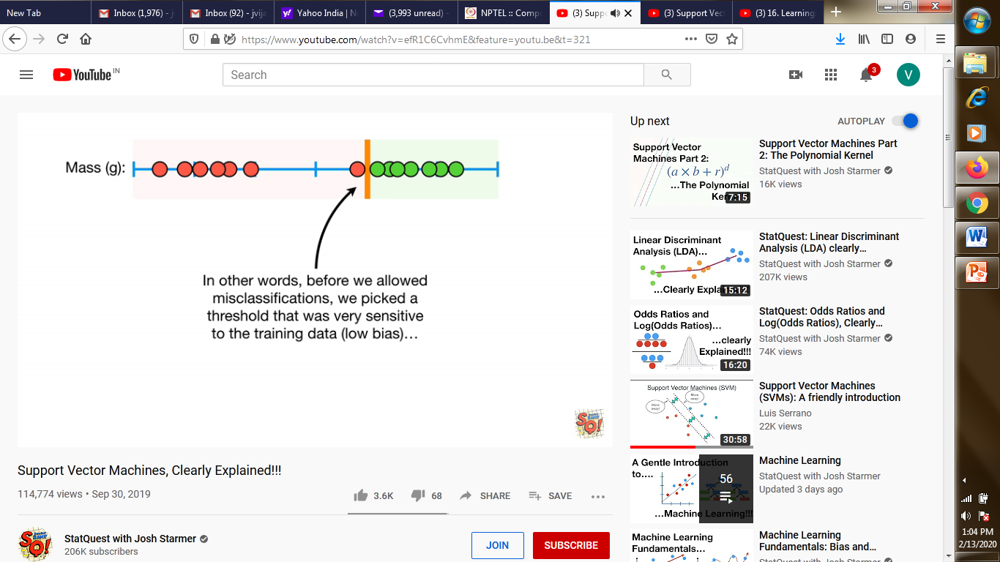 New Tab
Inbox (1,976) - j
Inbox (92) - jvija
Yahoo India | N
(3,993 unread) -
NPTEL :: Comp
(3) Supp
(3) Support Vec
(3) 16. Learning
https://www.youtube.com/watch?v=efR1C6CvhmE&feature=youtu.be&t=321
YouTube IN
Search
3
V
Mass (g):
In other words, before we allowed
misclassifications, we picked a
threshold that was very sensitive
to the training data (low bias)…
SQ!
Support Vector Machines, Clearly Explained!!!
114,774 views • Sep 30, 2019
3.6K
68
SHARE
SAVE
StatQuest with Josh Starmer
206K subscribers
JOIN
SUBSCRIBE
Up next
AUTOPLAY
Support Vector
Machines Part 2:
(a × b + r)^d
…The Polynomial
Kern
7:15
Support Vector Machines Part
2: The Polynomial Kernel
StatQuest with Josh Starmer
16K views
Linear Discriminant
Analysis (LDA)…
…Clearly Expla
15:12
StatQuest: Linear Discriminant
Analysis (LDA) clearly…
StatQuest with Josh Starmer
207K views
Odds Ratios and
Log(Odds Ratios)…
…clearly
Explained!!!
16:20
StatQuest: Odds Ratios and
Log(Odds Ratios), Clearly…
StatQuest with Josh Starmer
74K views
Support Vector Machines (SVM)
Move
away!
Move
away!
30:58
Support Vector Machines
(SVMs): A friendly introduction
Luis Serrano
22K views
A Gentle Introduction
to….
…Machine Learning!!!
56
Machine Learning
StatQuest with Josh Starmer
Updated 3 days ago
Machine Learning
Fundamentals…
Machine Learning
Fundamentals: Bias and…
StatQuest with Josh Starmer
1:04 PM
2/13/2020